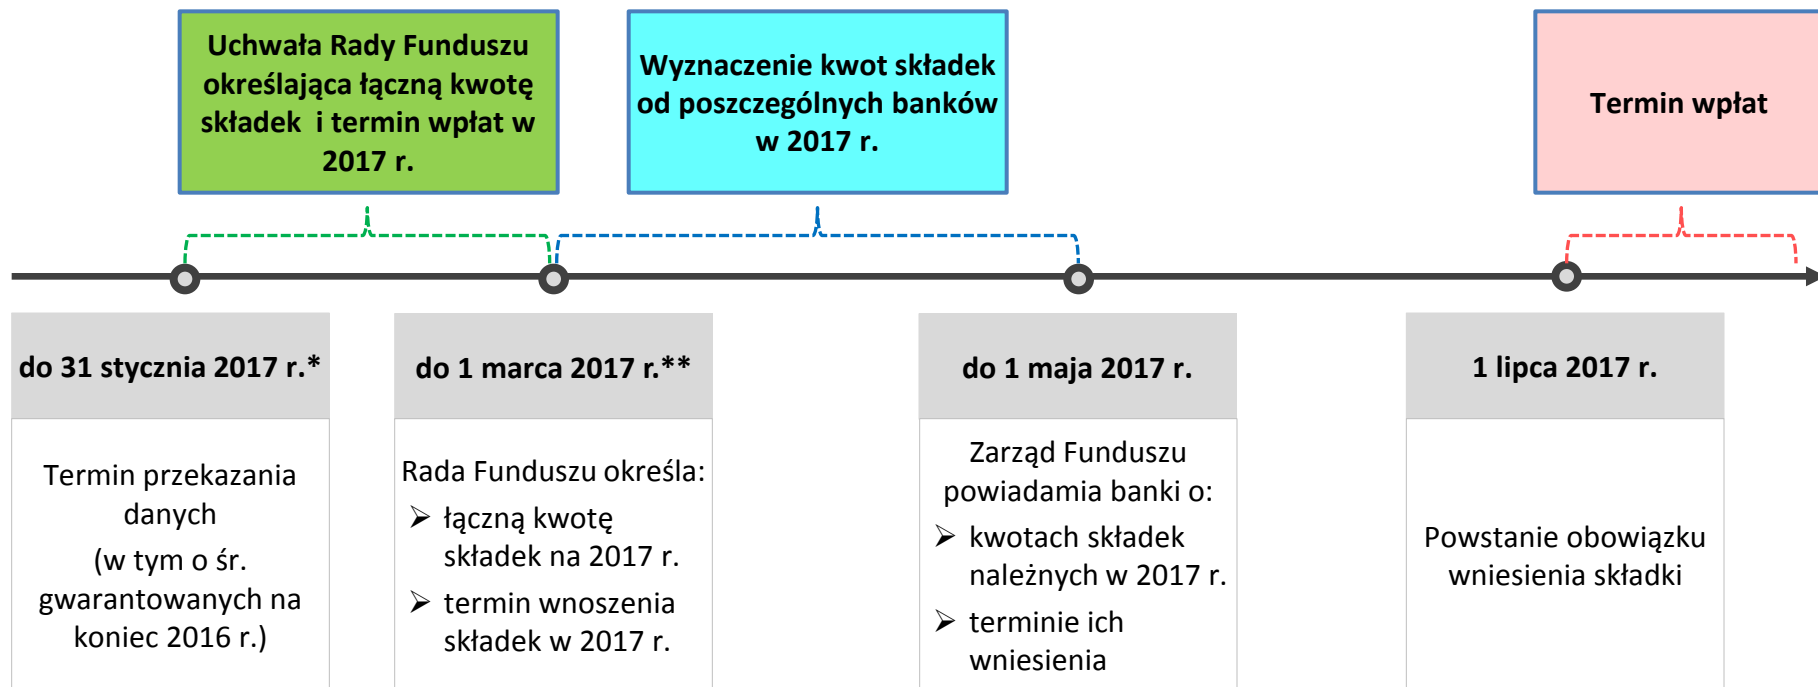 Uchwała Rady Funduszu
określająca łączną kwotę
składek i termin wpłat w
2017 r.
Wyznaczenie kwot składek
od poszczególnych banków
w 2017 r.
Termin wpłat
do 31 stycznia 2017 r.*
Termin przekazania
danych
(w tym o śr.
gwarantowanych na
koniec 2016 r.)
do 1 marca 2017 r.**
Rada Funduszu określa:
➢ łączną kwotę
składek na 2017 r.
➢ termin wnoszenia
składek w 2017 r.
do 1 maja 2017 r.
Zarząd Funduszu
powiadamia banki o:
➢ kwotach składek
należnych w 2017 r.
➢ terminie ich
wniesienia
1 lipca 2017 r.
Powstanie obowiązku
wniesienia składki